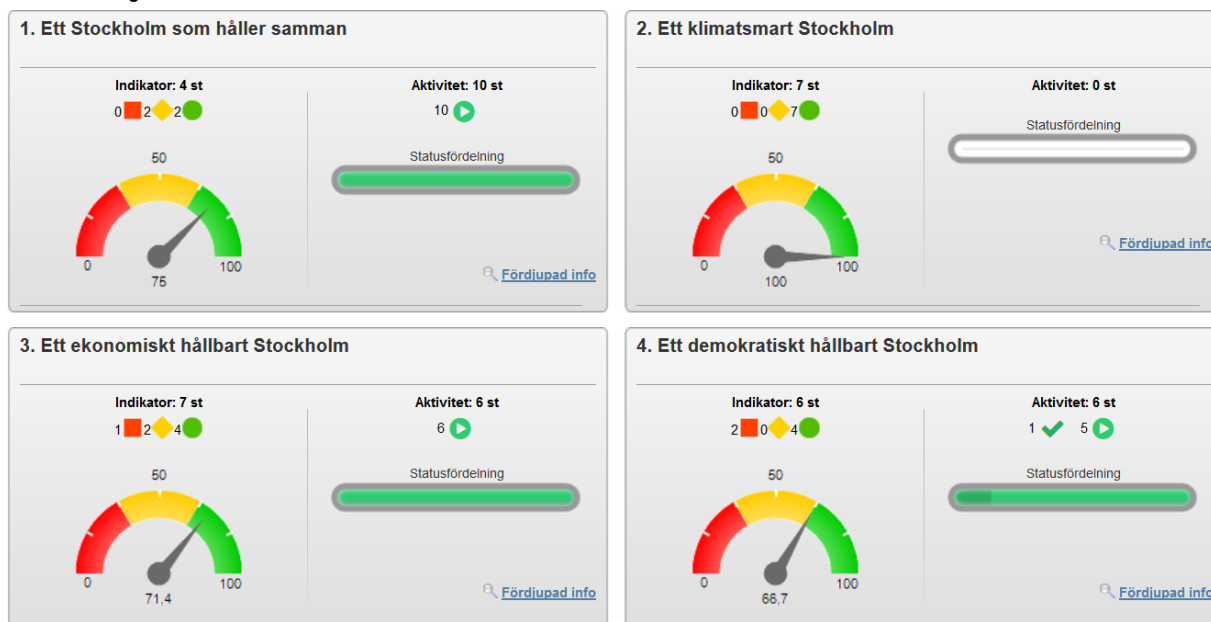 1. Ett Stockholm som håller samman
Indikator: 4 st
0 2 2
50
0
100
75
Aktivitet: 10 st
10
Statusfördelning
Fördjupad info
2. Ett klimatsmart Stockholm
Indikator: 7 st
0 0 7
50
0
100
100
Aktivitet: 0 st
Statusfördelning
Fördjupad info
3. Ett ekonomiskt hållbart Stockholm
Indikator: 7 st
1 2 4
50
0
100
71,4
Aktivitet: 6 st
6
Statusfördelning
Fördjupad info
4. Ett demokratiskt hållbart Stockholm
Indikator: 6 st
2 0 4
50
0
100
66,7
Aktivitet: 6 st
1 5
Statusfördelning
Fördjupad info